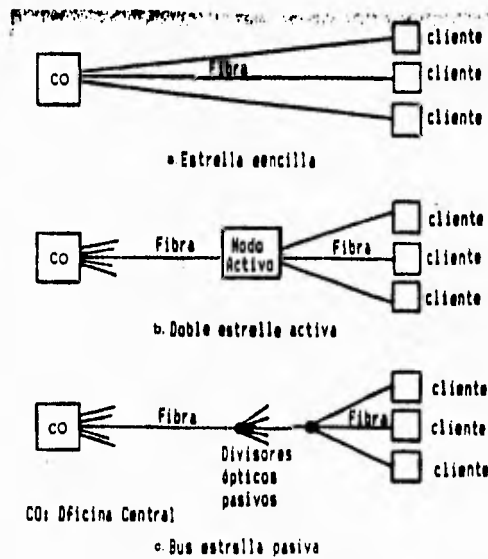 cliente
CO
Fibra
cliente
cliente
a. Estrella sencilla
cliente
CO
Fibra
Nodo
Activo
Fibra
cliente
cliente
b. Doble estrella activa
cliente
CO
Fibra
Fibra
cliente
Divisores
ópticos
pasivos
cliente
CO: Oficina Central
c. Bus estrella pasiva